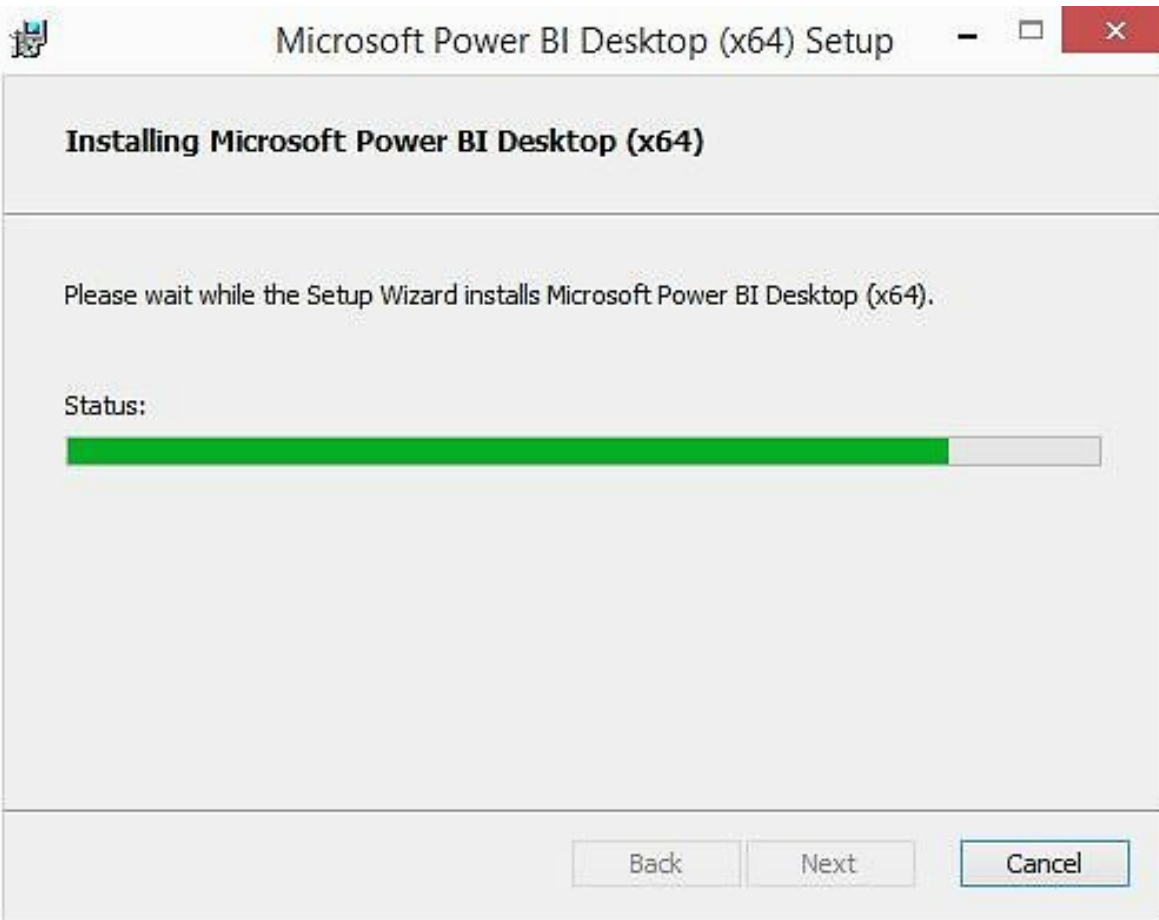 Microsoft Power BI Desktop (x64) Setup
Installing Microsoft Power BI Desktop (x64)
Please wait while the Setup Wizard installs Microsoft Power BI Desktop (x64).
Status:
Back Next Cancel